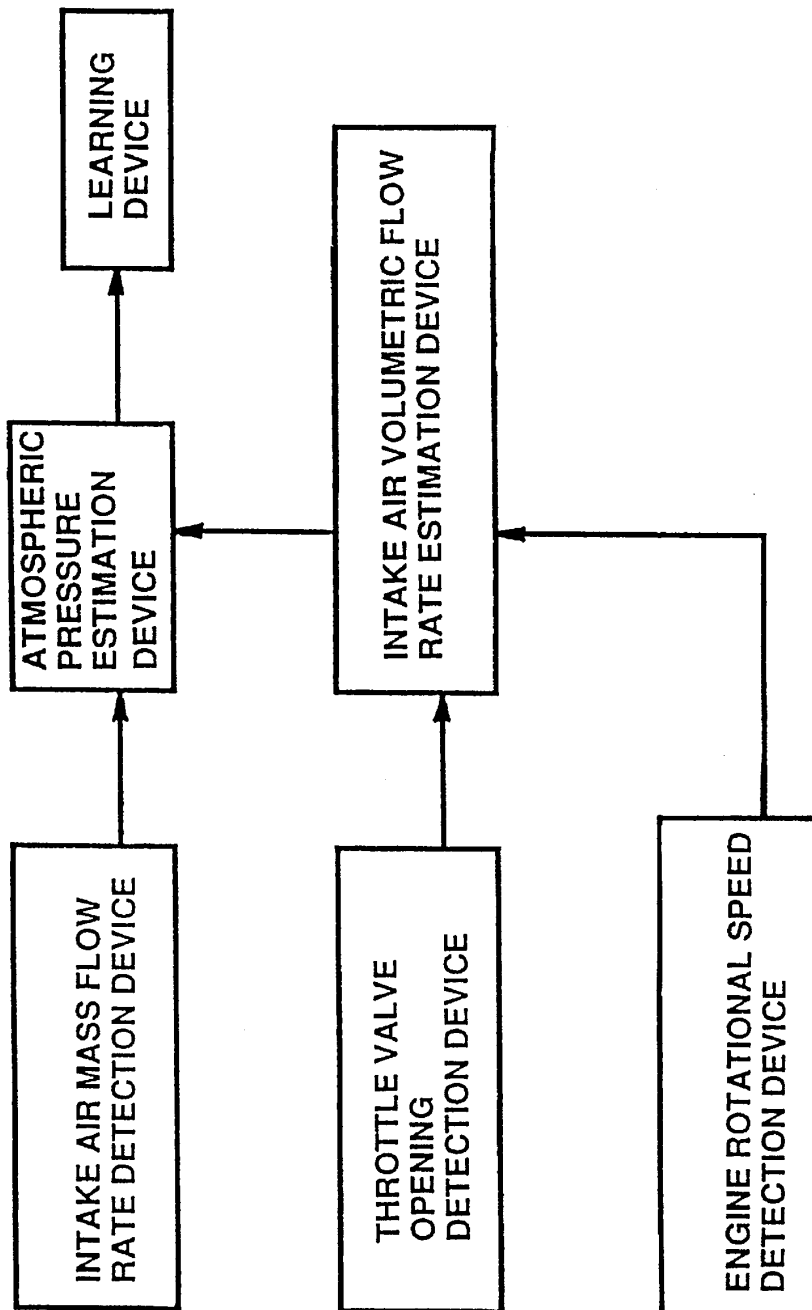 INTAKE AIR MASS FLOW
RATE DETECTION DEVICE
ATMOSPHERIC
PRESSURE
ESTIMATION
DEVICE
LEARNING
DEVICE
THROTTLE VALVE
OPENING
DETECTION DEVICE
INTAKE AIR VOLUMETRIC FLOW
RATE ESTIMATION DEVICE
ENGINE ROTATIONAL SPEED
DETECTION DEVICE